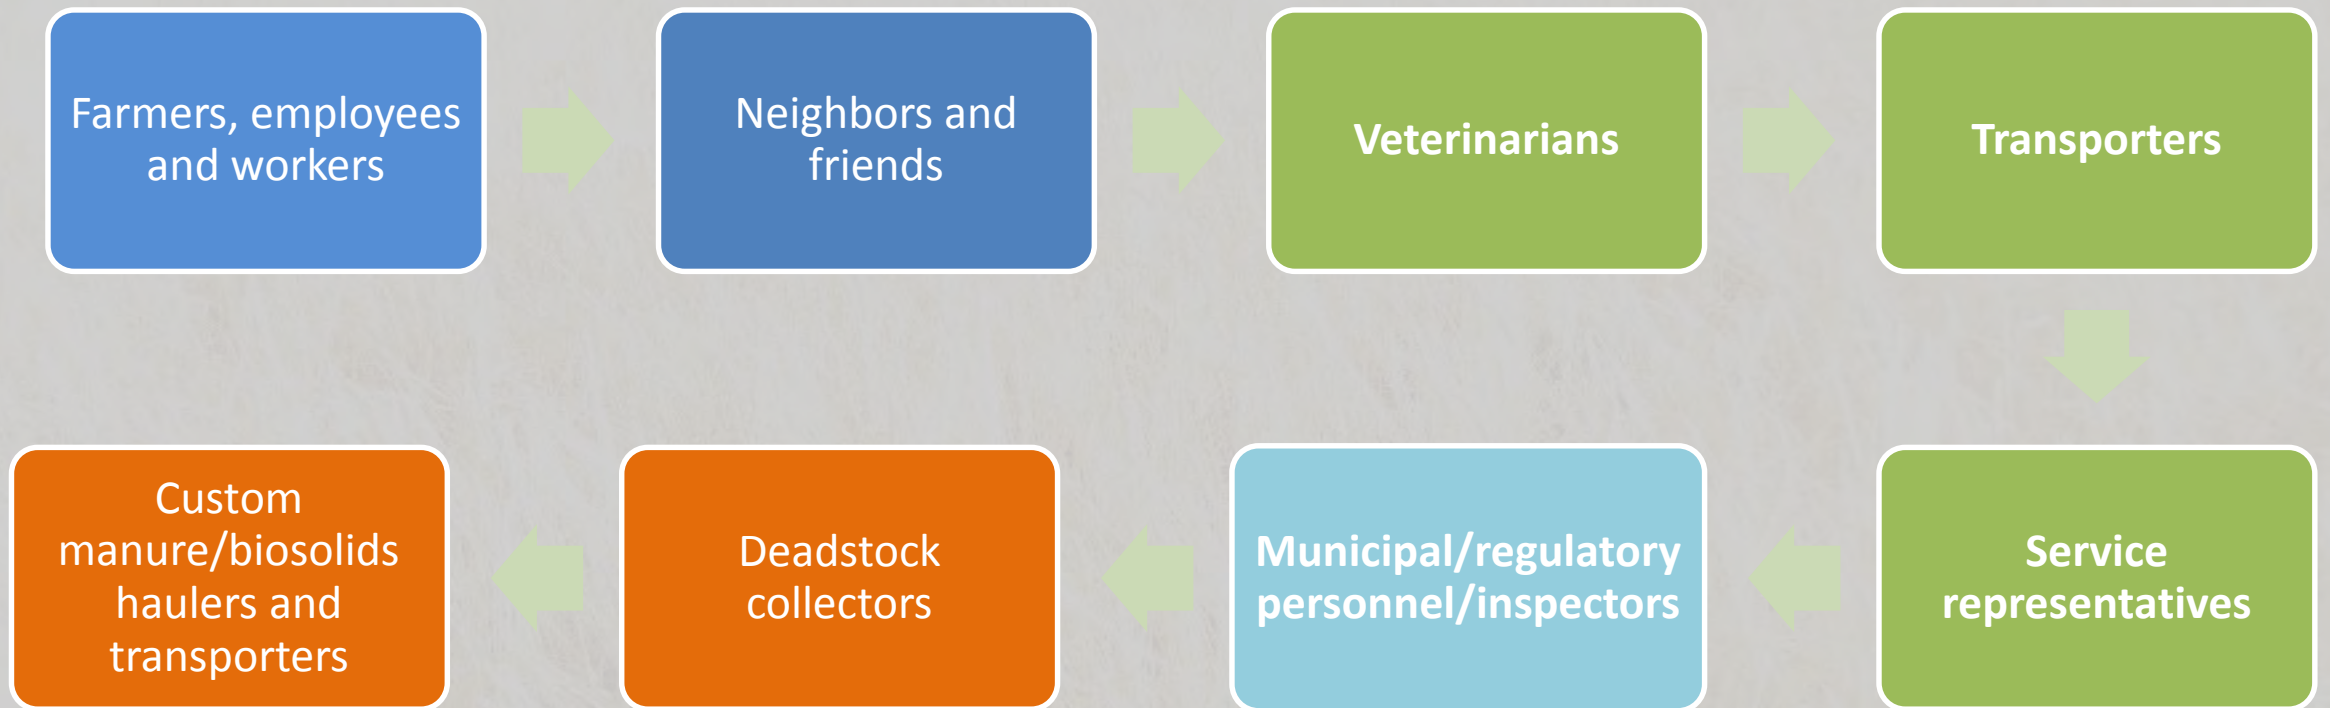 Farmers, employees
and workers
Neighbors and
friends
Veterinarians
Transporters
Service
representatives
Municipal/regulatory
personnel/inspectors
Deadstock
collectors
Custom
manure/biosolids
haulers and
transporters